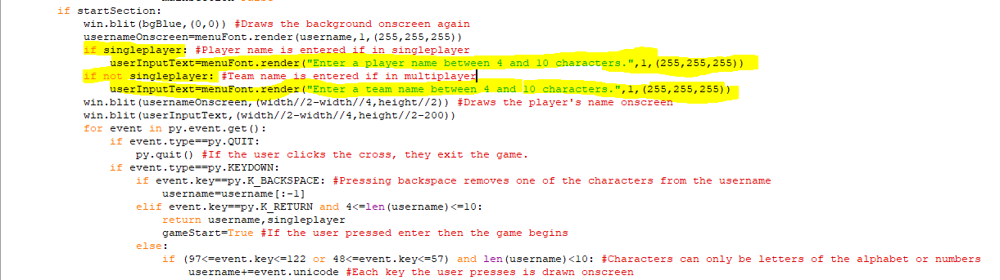 if startSection:
win.blit(bgBlue,(0,0)) #Draws the background onscreen again
usernameOnscreen=menuFont.render(username,1,(255,255,255))
if singleplayer: #Player name is entered if in singleplayer
userInputText=menuFont.render("Enter a player name between 4 and 10 characters.",1,(255,255,255))
if not singleplayer: #Team name is entered if in multiplayer
userInputText=menuFont.render("Enter a team name between 4 and 10 characters.",1,(255,255,255))
win.blit(usernameOnscreen,(width//2-width//4,height//2)) #Draws the player's name onscreen
win.blit(userInputText,(width//2-width//4,height//2-200))
for event in py.event.get():
if event.type==py.QUIT:
py.quit() #If the user clicks the cross, they exit the game.
if event.type==py.KEYDOWN:
if event.key==py.K_BACKSPACE: #Pressing backspace removes one of the characters from the username
username=username[:-1]
elif event.key==py.K_RETURN and 4<=len(username)<=10:
return username,singleplayer
gameStart=True #If the user pressed enter then the game begins
else:
if (97<=event.key<=122 or 48<=event.key<=57) and len(username)<10: #Characters can only be letters of the alphabet or numbers
username+=event.unicode #Each key the user presses is drawn onscreen